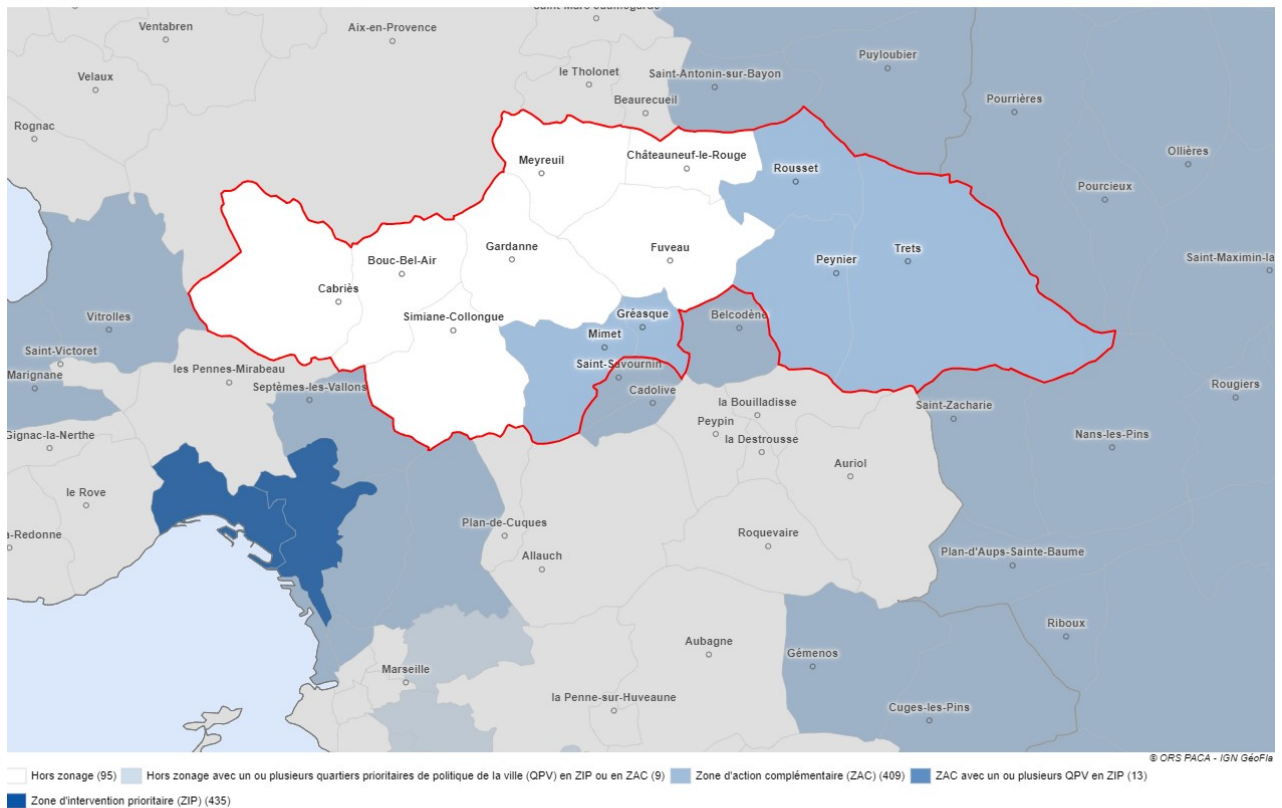 Saint-Marc-Jaumegarde
Ventabren
Aix-en-Provence
Puyloubier
le Tholonet
Saint-Antonin-sur-Bayon
Velaux
Beaurecueil
Pourrières
Rognac
Ollières
Meyreuil
Châteauneuf-le-Rouge
Rousset
Pourcieux
Gardanne
Fuveau
Trets
Bouc-Bel-Air
Peynier
Saint-Maximin-la
Cabriès
Simiane-Collongue
Gréasque
Belcodène
Vitrolles
Mimet
Saint-Victoret
les Pennes-Mirabeau
Saint-Savournin
Marignane
Septèmes-les-Vallons
Cadolive
Rougiers
la Bouilladisse
Saint-Zacharie
Peypin
Gignac-la-Nerthe
la Destrousse
Nans-les-Pins
Auriol
le Rove
Plan-de-Cuques
Roquevaire
a-Redonne
Allauch
Plan-d'Aups-Sainte-Baume
Riboux
Aubagne
Gémenos
Marseille
la Penne-sur-Huveaune
Cuges-les-Pins
© ORS PACA - IGN GéoFla
Hors zonage (95) Hors zonage avec un ou plusieurs quartiers prioritaires de politique de la ville (QPV) en ZIP ou en ZAC (9) Zone d'action complémentaire (ZAC) (409) ZAC avec un ou plusieurs QPV en ZIP (13)
Zone d'intervention prioritaire (ZIP) (435)